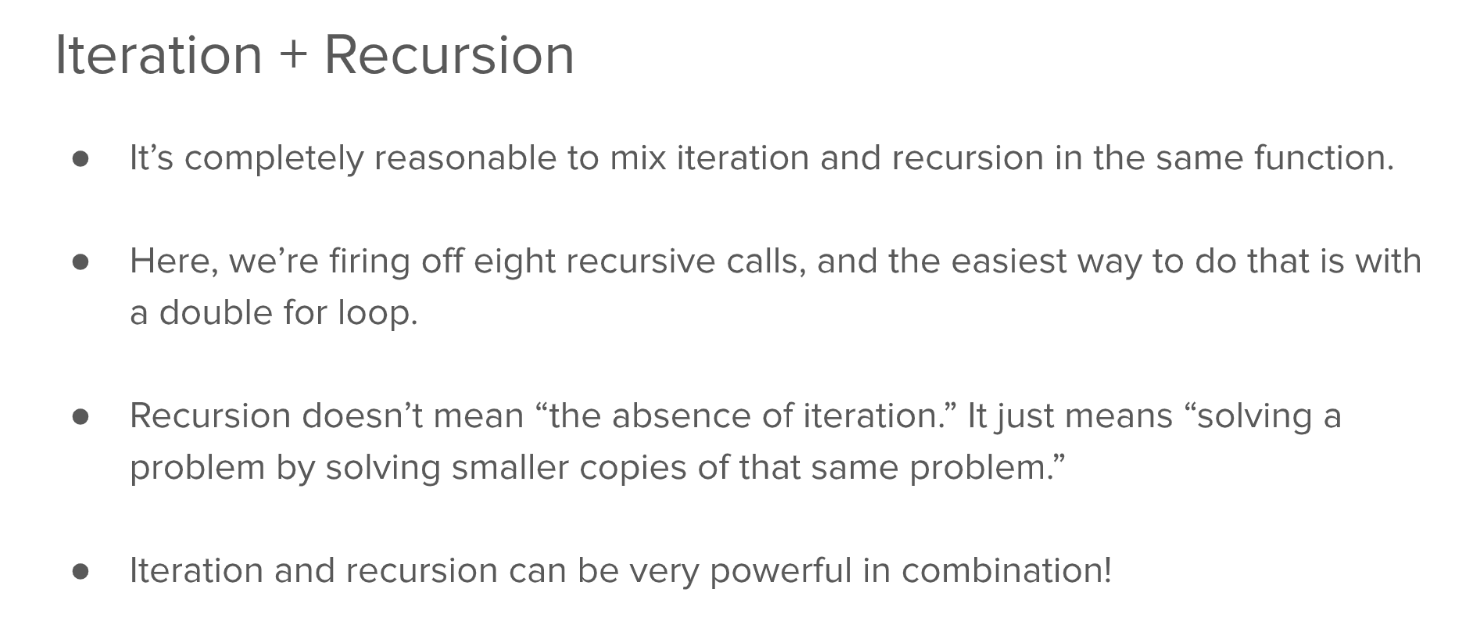 Iteration + Recursion
● It’s completely reasonable to mix iteration and recursion in the same function.
● Here, we’re firing off eight recursive calls, and the easiest way to do that is with
a double for loop.
● Recursion doesn’t mean “the absence of iteration.” It just means “solving a
problem by solving smaller copies of that same problem.”
● Iteration and recursion can be very powerful in combination!